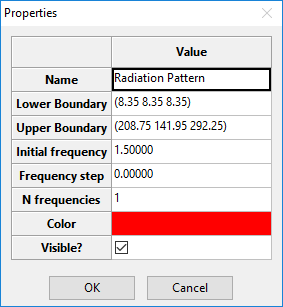 Properties
Value
Name Radiation Pattern
Lower Boundary (8.35 8.35 8.35)
Upper Boundary (208.75 141.95 292.25)
Initial frequency 1.50000
Frequency step 0.00000
N frequencies 1
Color
Visible?
OK Cancel